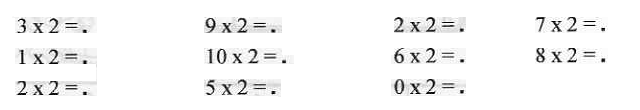 3 x 2 = . 9 x 2 = . 2 x 2 = . 7 x 2 = .
1 x 2 = . 10 x 2 = . 6 x 2 = . 8 x 2 = .
2 x 2 = . 5 x 2 = . 0 x 2 = .